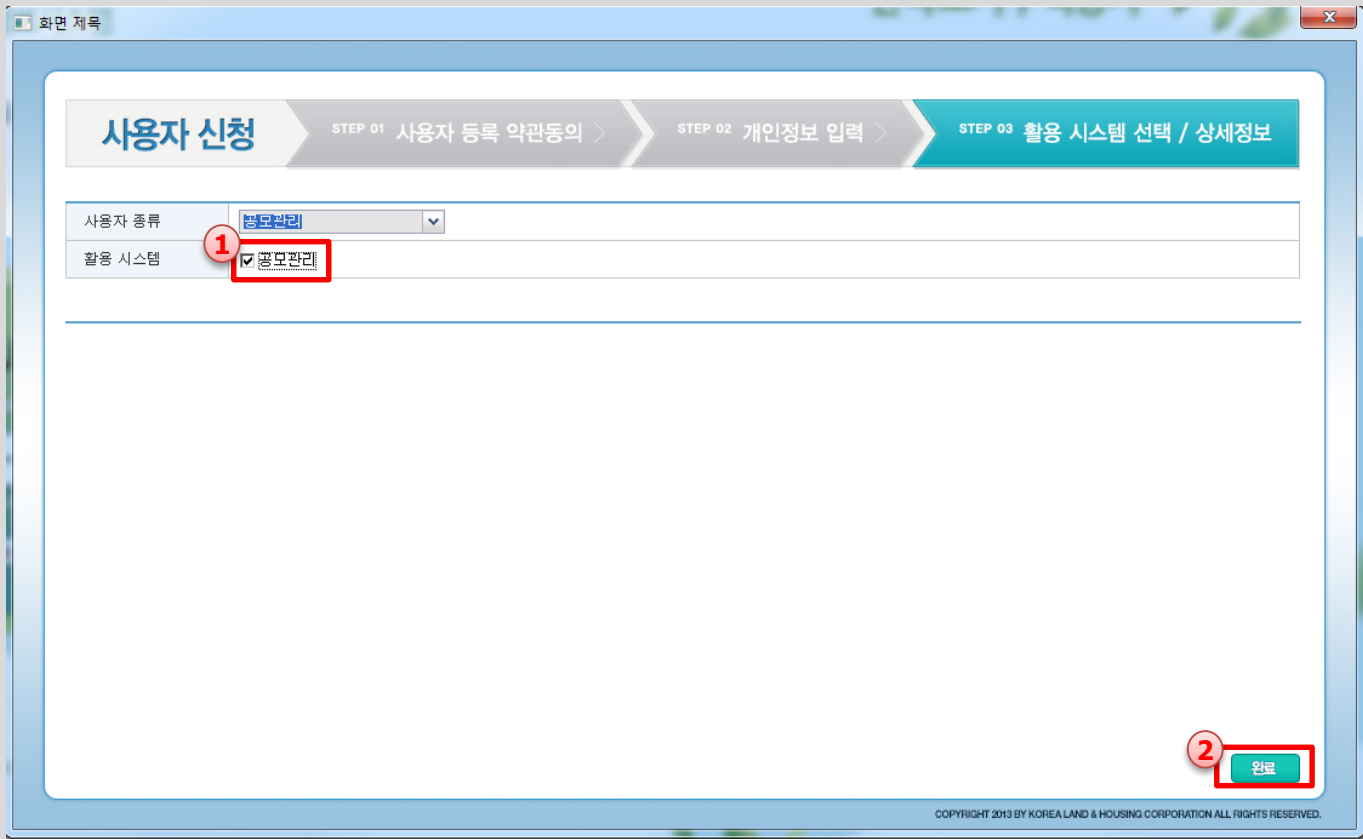 화면 제목
사용자 신청
STEP 01 사용자 등록 약관동의
STEP 02 개인정보 입력
STEP 03 활용 시스템 선택 / 상세정보
사용자 종류
공모관리
활용 시스템
1
공모관리
2
완료
COPYRIGHT 2013 BY KOREA LAND & HOUSING CORPORATION ALL RIGHTS RESERVED.